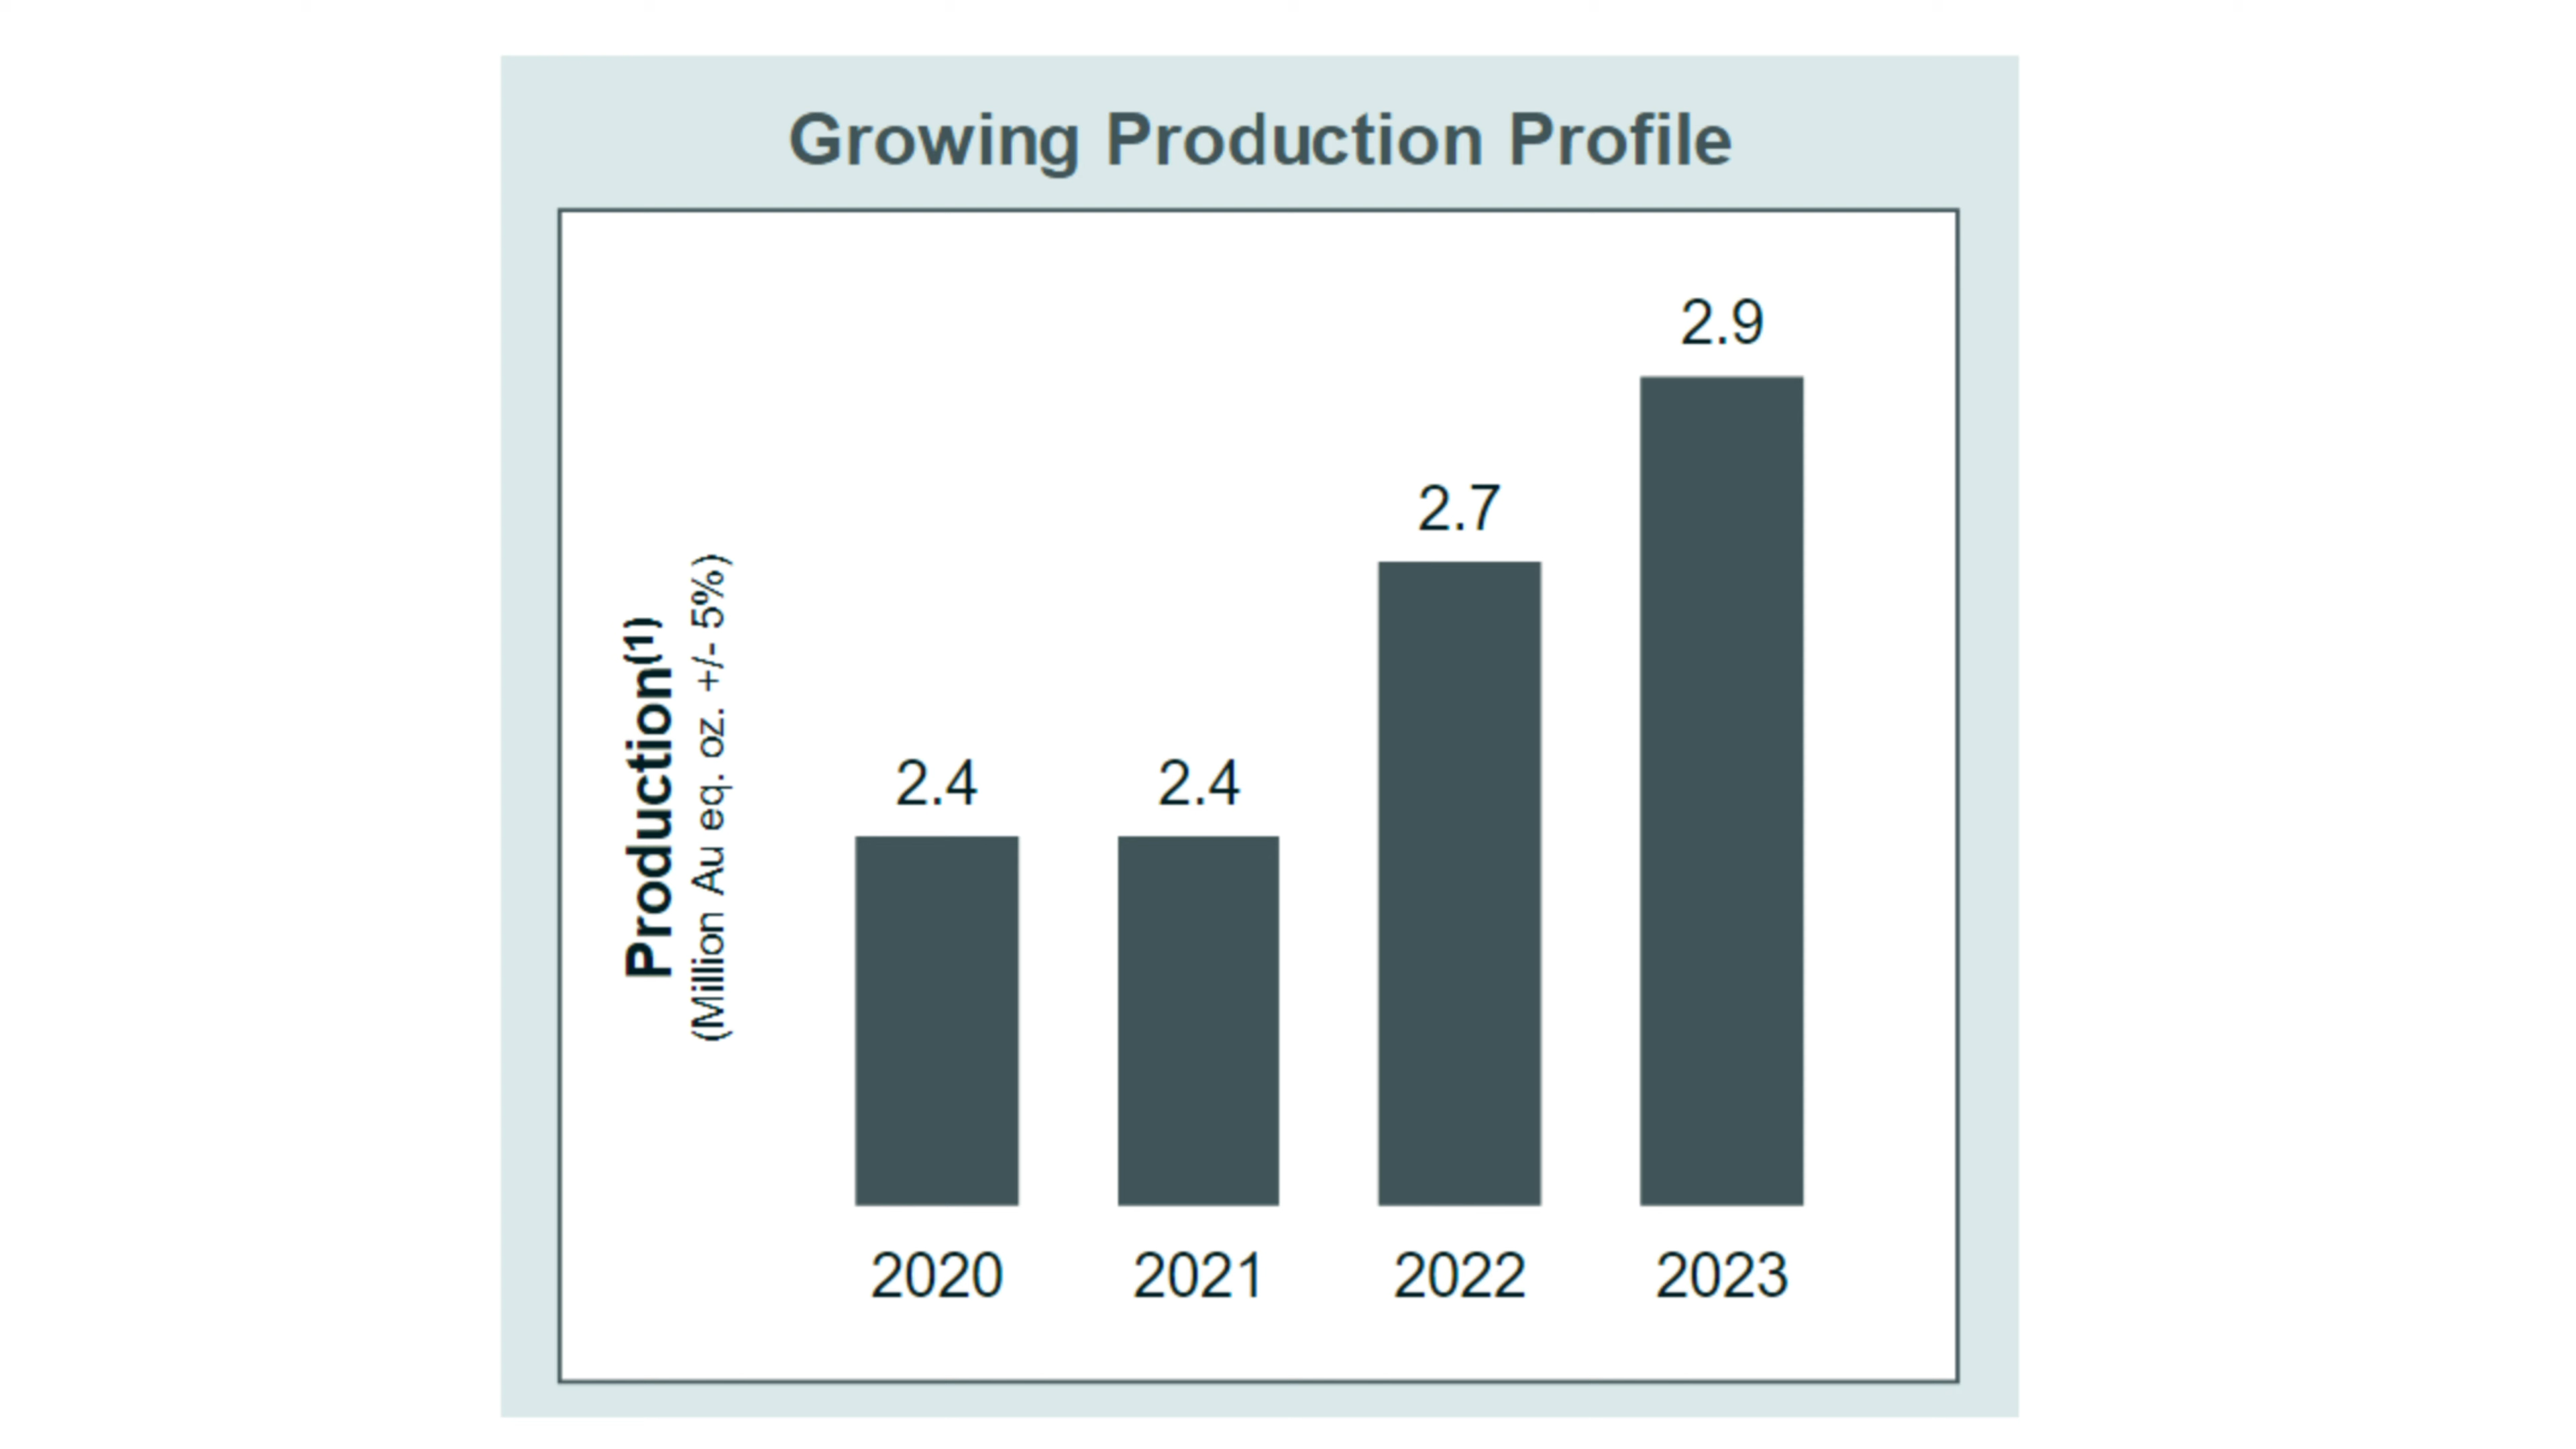 Growing Production Profile
Production(1)
(Million Au eq. oz. +/- 5%)
2.4
2.4
2.7
2.9
2020
2021
2022
2023